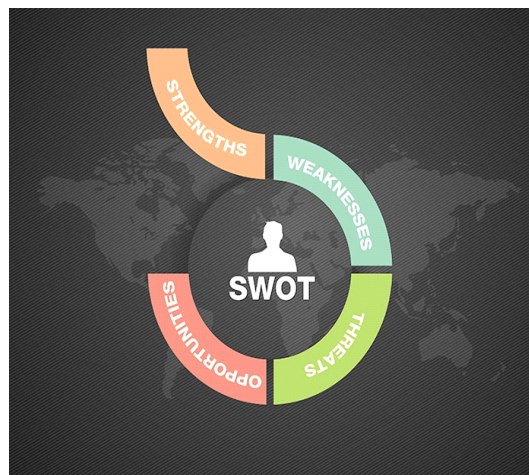 STRENGTHS
WEAKNESSES
SWOT
THREATS
OPPORTUNITIES